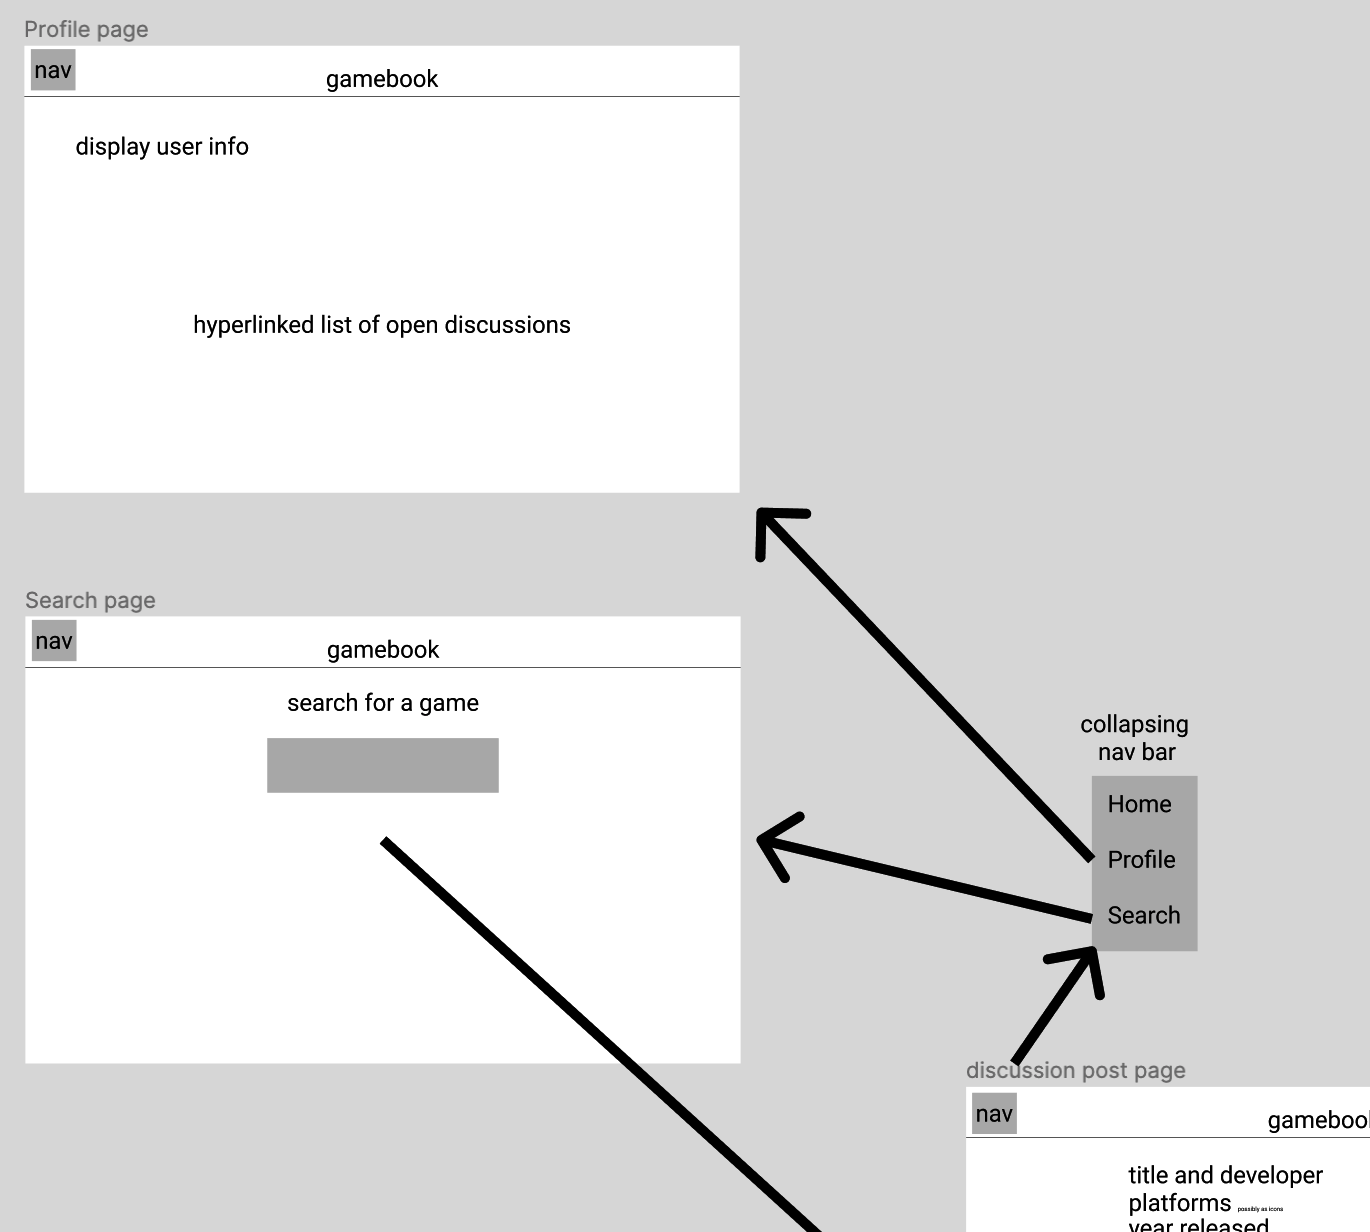 Profile page
nav
gamebook
display user info
hyperlinked list of open discussions
Search page
nav
gamebook
search for a game
collapsing
nav bar
Home
Profile
Search
discussion post page
nav
gamebook
title and developer
platforms possibly as icons
year released